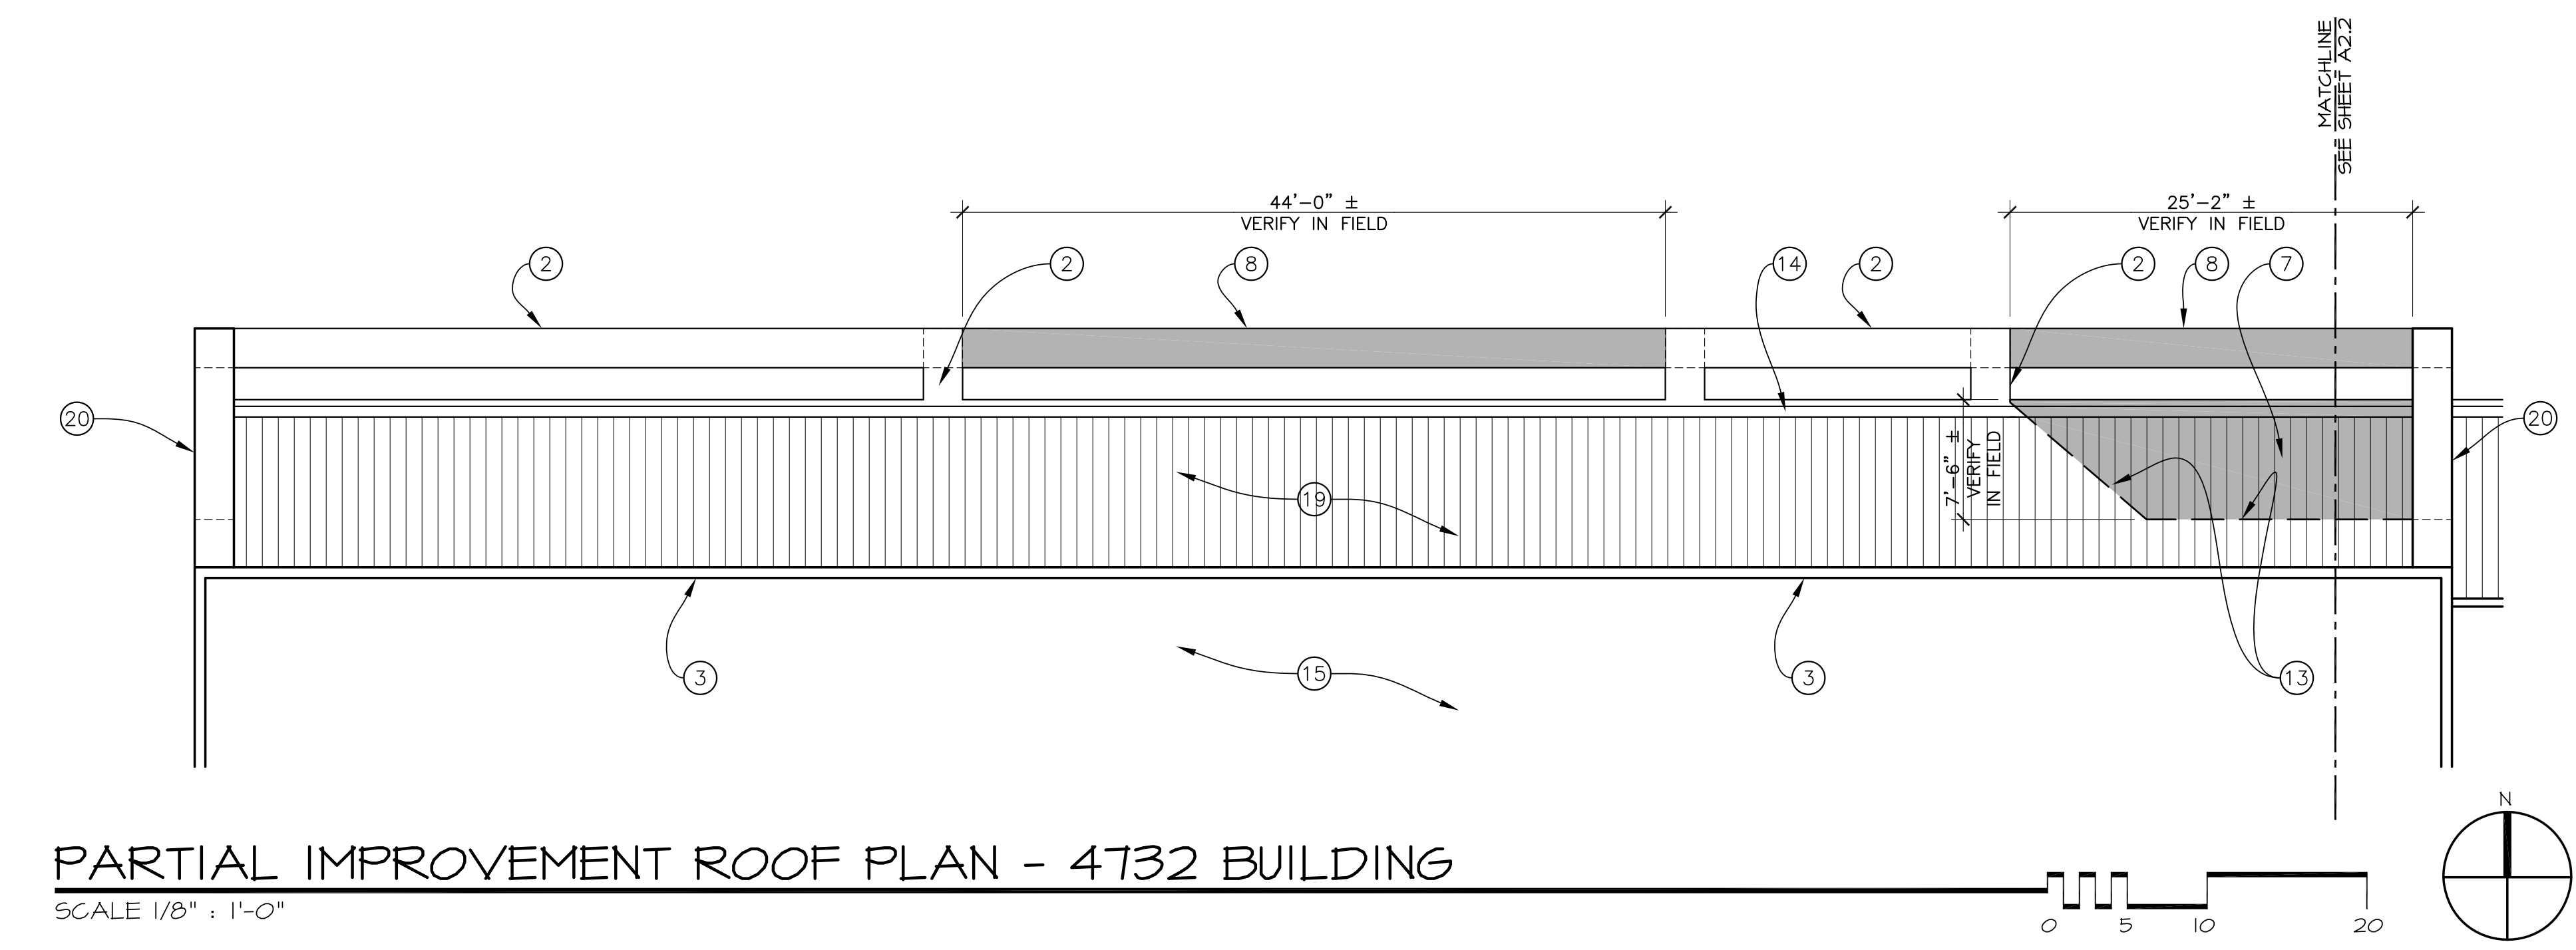 MATCHLINE
SEE SHEET A2.2
44'-0" ±
VERIFY IN FIELD
25'-2" ±
VERIFY IN FIELD
2
2
8
14
2
2
8
7
20
20
7'-6" ±
VERIFY
IN FIELD
19
3
15
3
13
N
PARTIAL IMPROVEMENT ROOF PLAN - 4732 BUILDING
SCALE 1/8" : 1'-0"
0 5 10 20